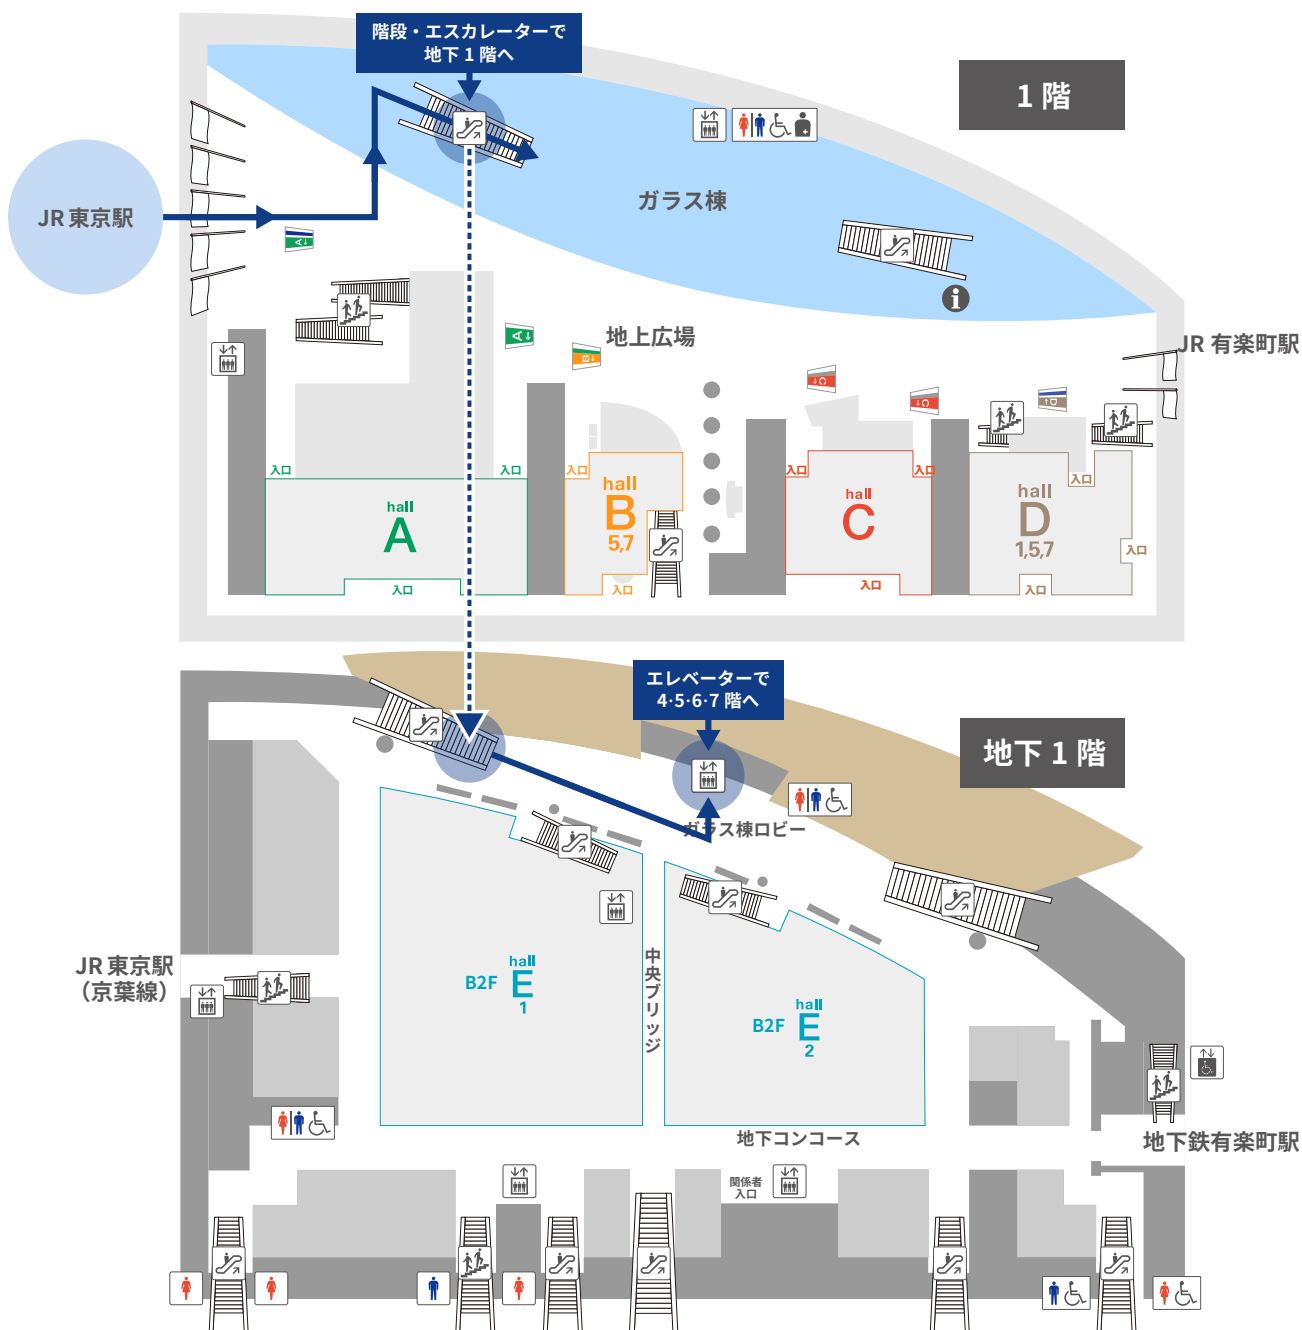 階段・エスカレーターで
地下 1 階へ
1 階
JR 東京駅
ガラス棟
A
地上広場
A
B
C
C
D
JR 有楽町駅
入口
入口
入口
入口
入口
入口
hall
A
hall
B
5,7
hall
C
hall
D
1,5,7
入口
入口
入口
入口
入口
エレベーターで
4·5·6·7 階へ
地下 1 階
ガラス棟ロビー
JR 東京駅
（京葉線）
B2F
hall
E
1
中央ブリッジ
B2F
hall
E
2
地下コンコース
地下鉄有楽町駅
関係者
入口